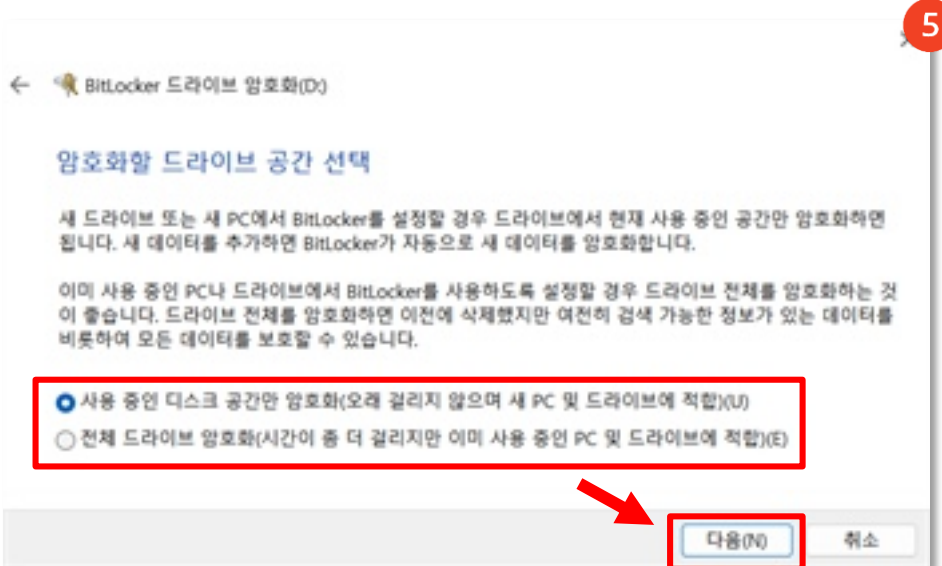 5
← BitLocker 드라이브 암호화(D:)
암호화할 드라이브 공간 선택
새 드라이브 또는 새 PC에서 BitLocker를 설정할 경우 드라이브에서 현재 사용 중인 공간만 암호화하면
됩니다. 새 데이터를 추가하면 BitLocker가 자동으로 새 데이터를 암호화합니다.
이미 사용 중인 PC나 드라이브에서 BitLocker를 사용하도록 설정할 경우 드라이브 전체를 암호화하는 것
이 좋습니다. 드라이브 전체를 암호화하면 이전에 삭제했지만 여전히 검색 가능한 정보가 있는 데이터를
비롯하여 모든 데이터를 보호할 수 있습니다.
사용 중인 디스크 공간만 암호화(오래 걸리지 않으며 새 PC 및 드라이브에 적합)(U)
전체 드라이브 암호화(시간이 좀 더 걸리지만 이미 사용 중인 PC 및 드라이브에 적합)(E)
다음(N) 취소